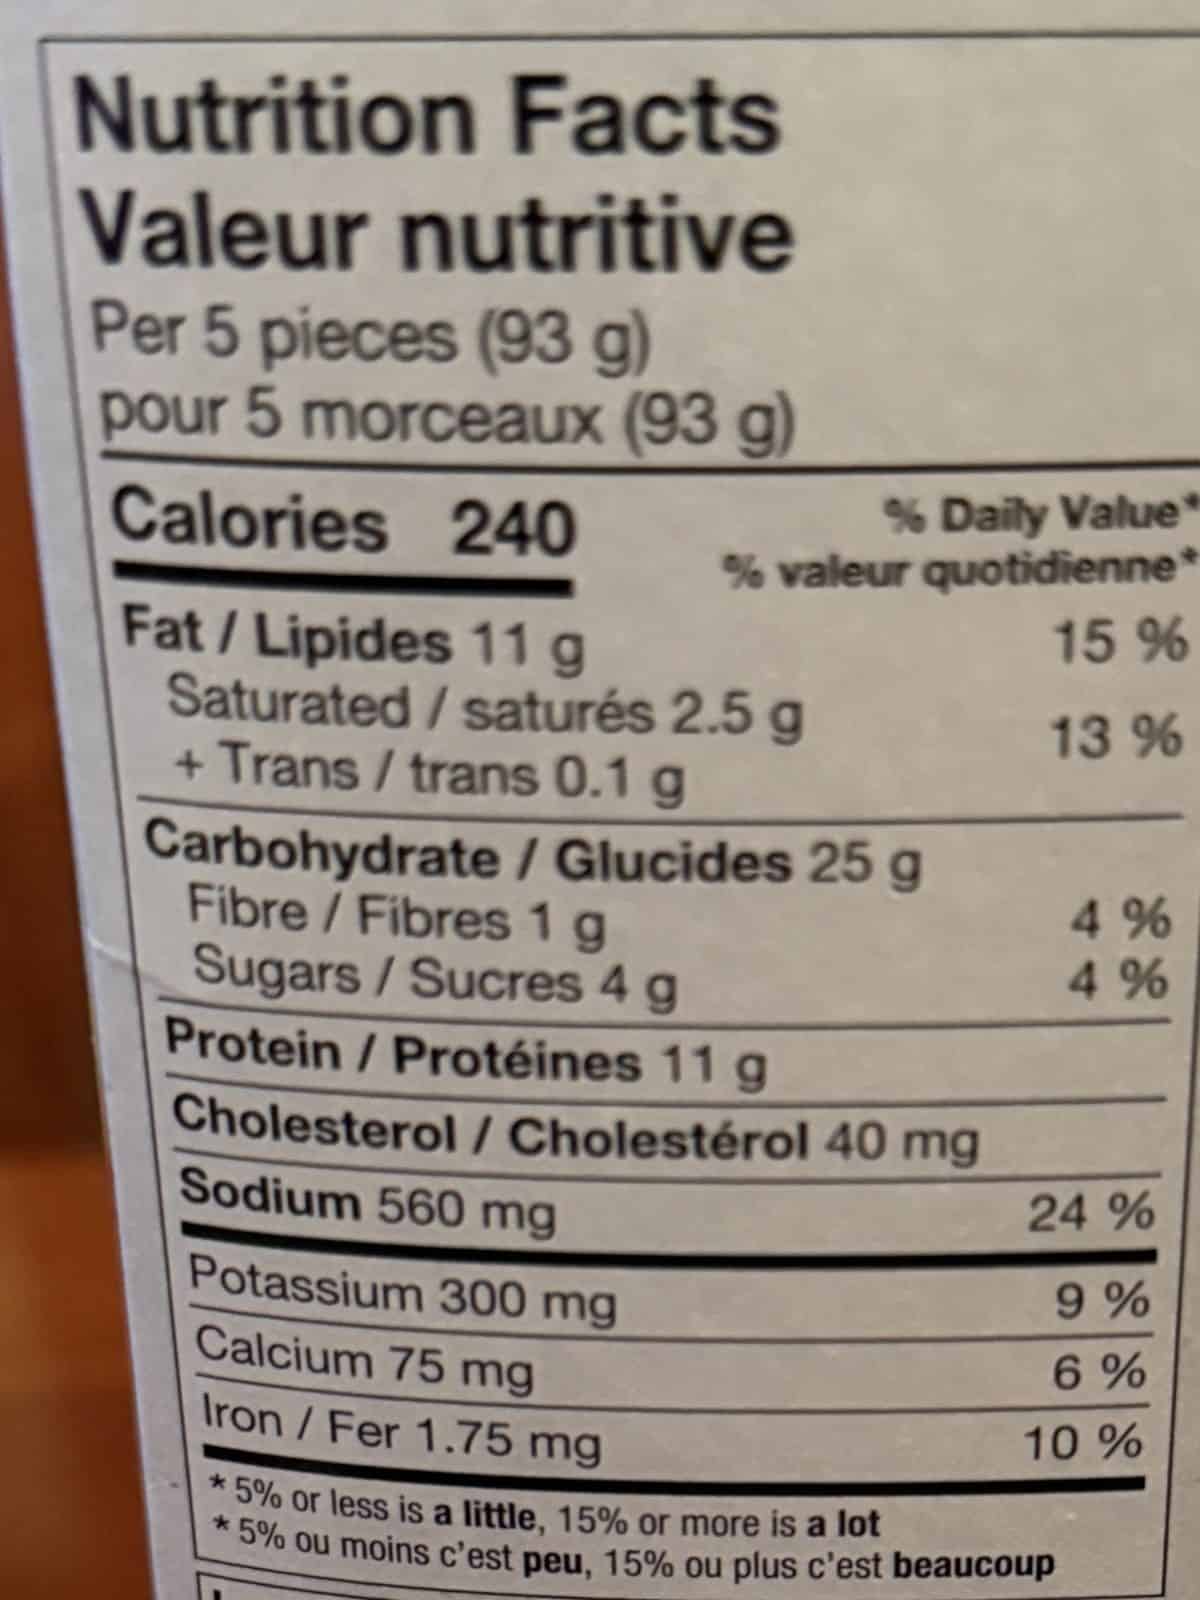 Nutrition Facts
Valeur nutritive
Per 5 pieces (93 g)
pour 5 morceaux (93 g)
Calories 240
% Daily Value*
% valeur quotidienne*
Fat / Lipides 11 g 15 %
Saturated / saturés 2.5 g
+ Trans / trans 0.1 g 13 %
Carbohydrate / Glucides 25 g
Fibre / Fibres 1 g 4 %
Sugars / Sucres 4 g 4 %
Protein / Protéines 11 g
Cholesterol / Cholestérol 40 mg
Sodium 560 mg 24 %
Potassium 300 mg 9 %
Calcium 75 mg 6 %
Iron / Fer 1.75 mg 10 %
* 5% or less is a little, 15% or more is a lot
* 5% ou moins c'est peu, 15% ou plus c'est beaucoup